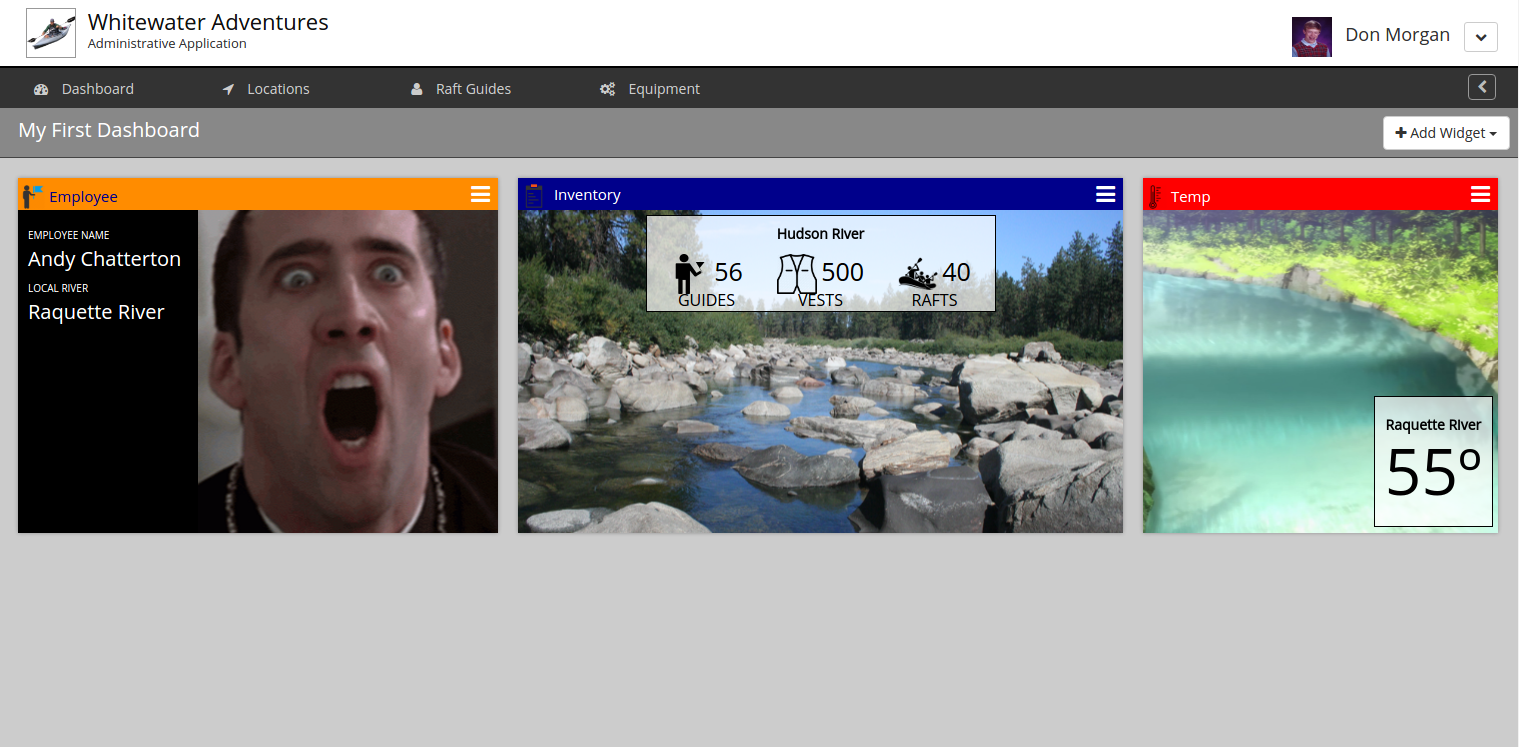 Whitewater Adventures
Administrative Application
Don Morgan
Dashboard
Locations
Raft Guides
Equipment
My First Dashboard
Add Widget
Employee
EMPLOYEE NAME
Andy Chatterton
LOCAL RIVER
Raquette River
Inventory
Hudson River
56 500 40
GUIDES VESTS RAFTS
Temp
Raquette River
55º